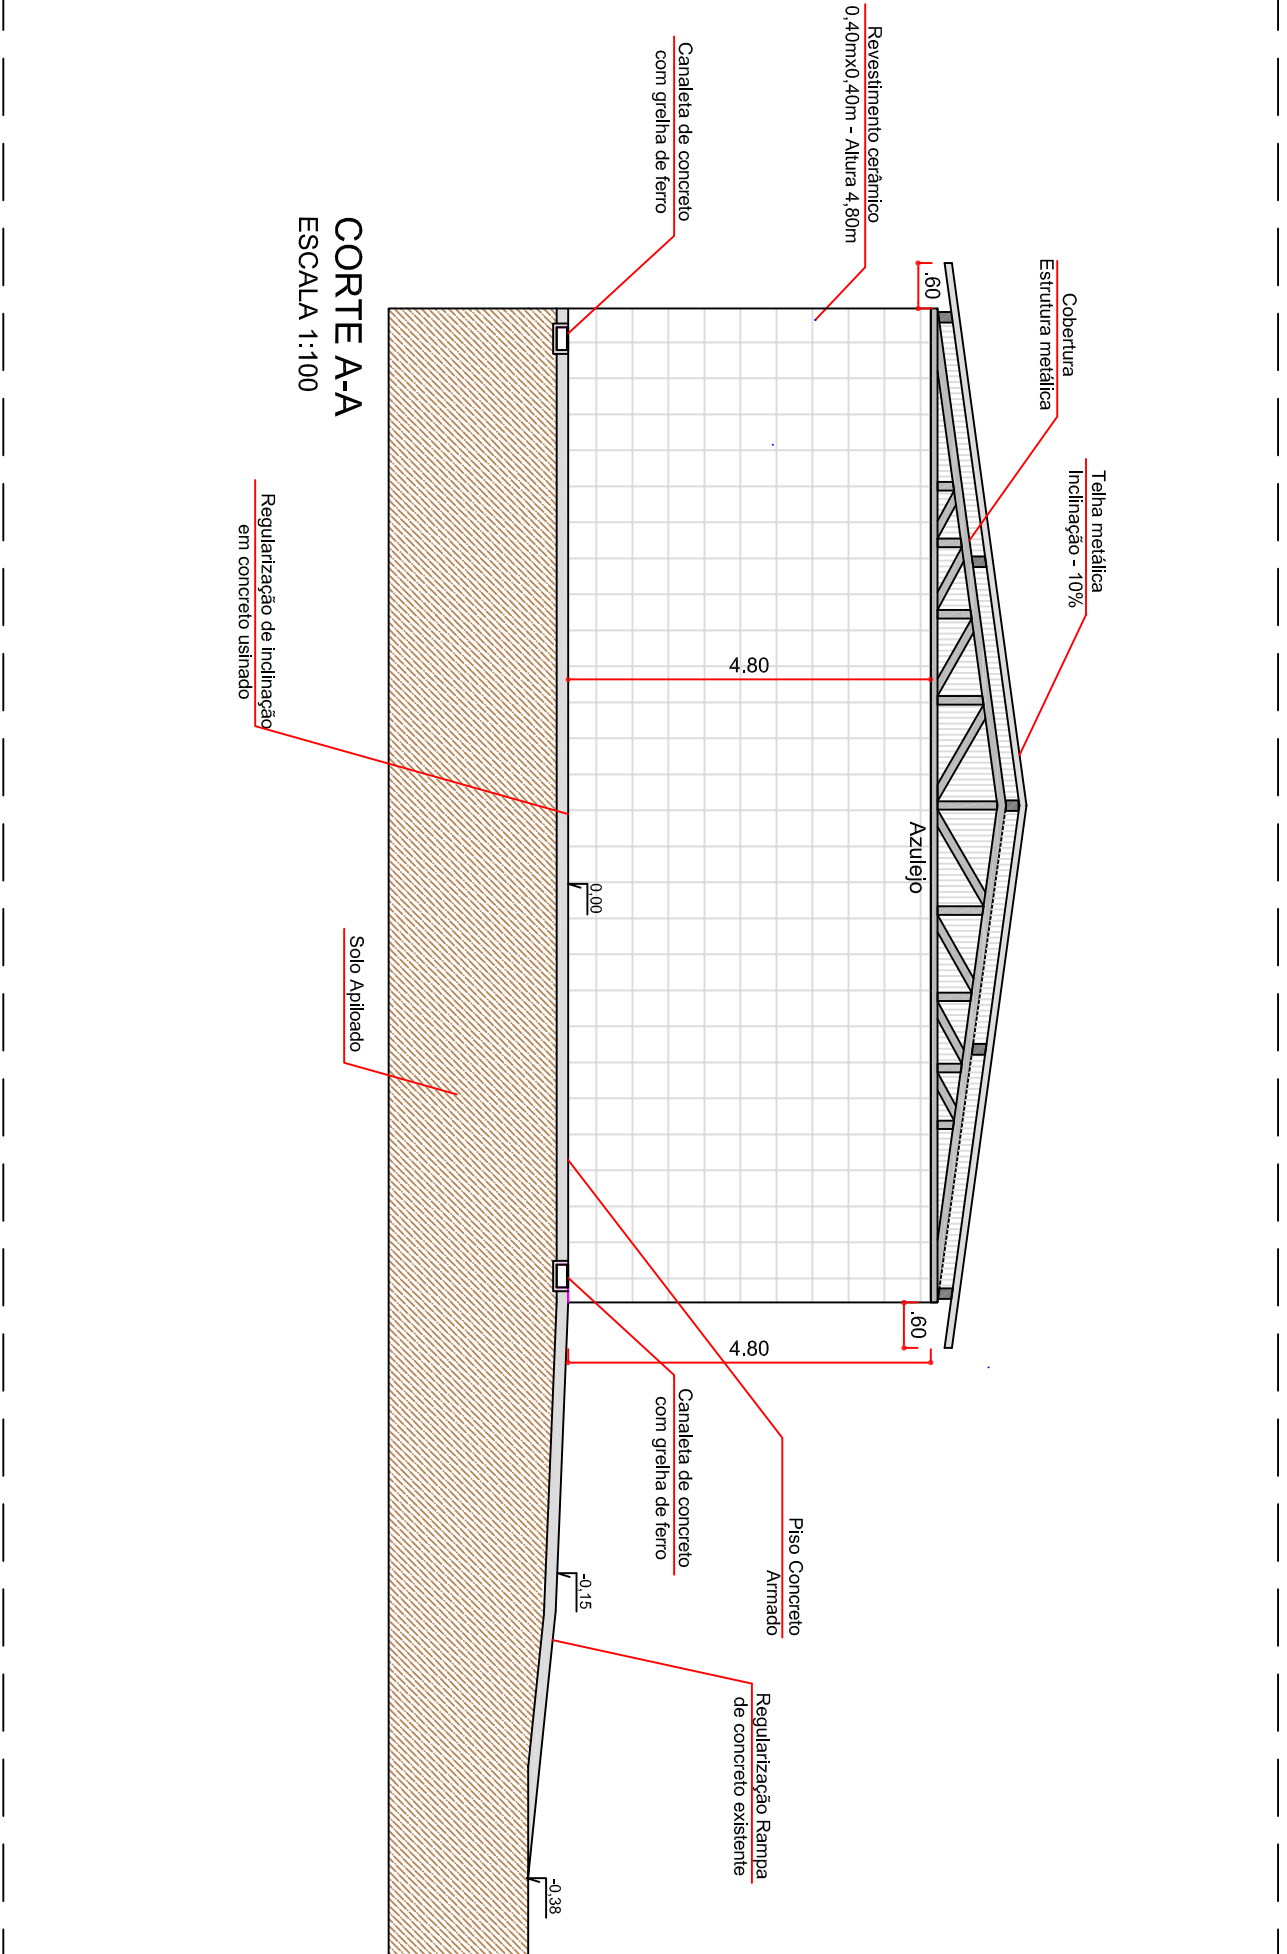 Revestimento cerâmico
0,40mx0,40m - Altura 4,80m
Canaleta de concreto
com grelha de ferro
Cobertura
Estrutura metálica
Telha metálica
Inclinação - 10%
.60
.60
Azulejo
4.80
4.80
0,00
-0,15
-0,38
Piso Concreto
Armado
Canaleta de concreto
com grelha de ferro
Regularização Rampa
de concreto existente
Regularização de inclinação
em concreto usinado
Solo Apiloado
CORTE A-A
ESCALA 1:100